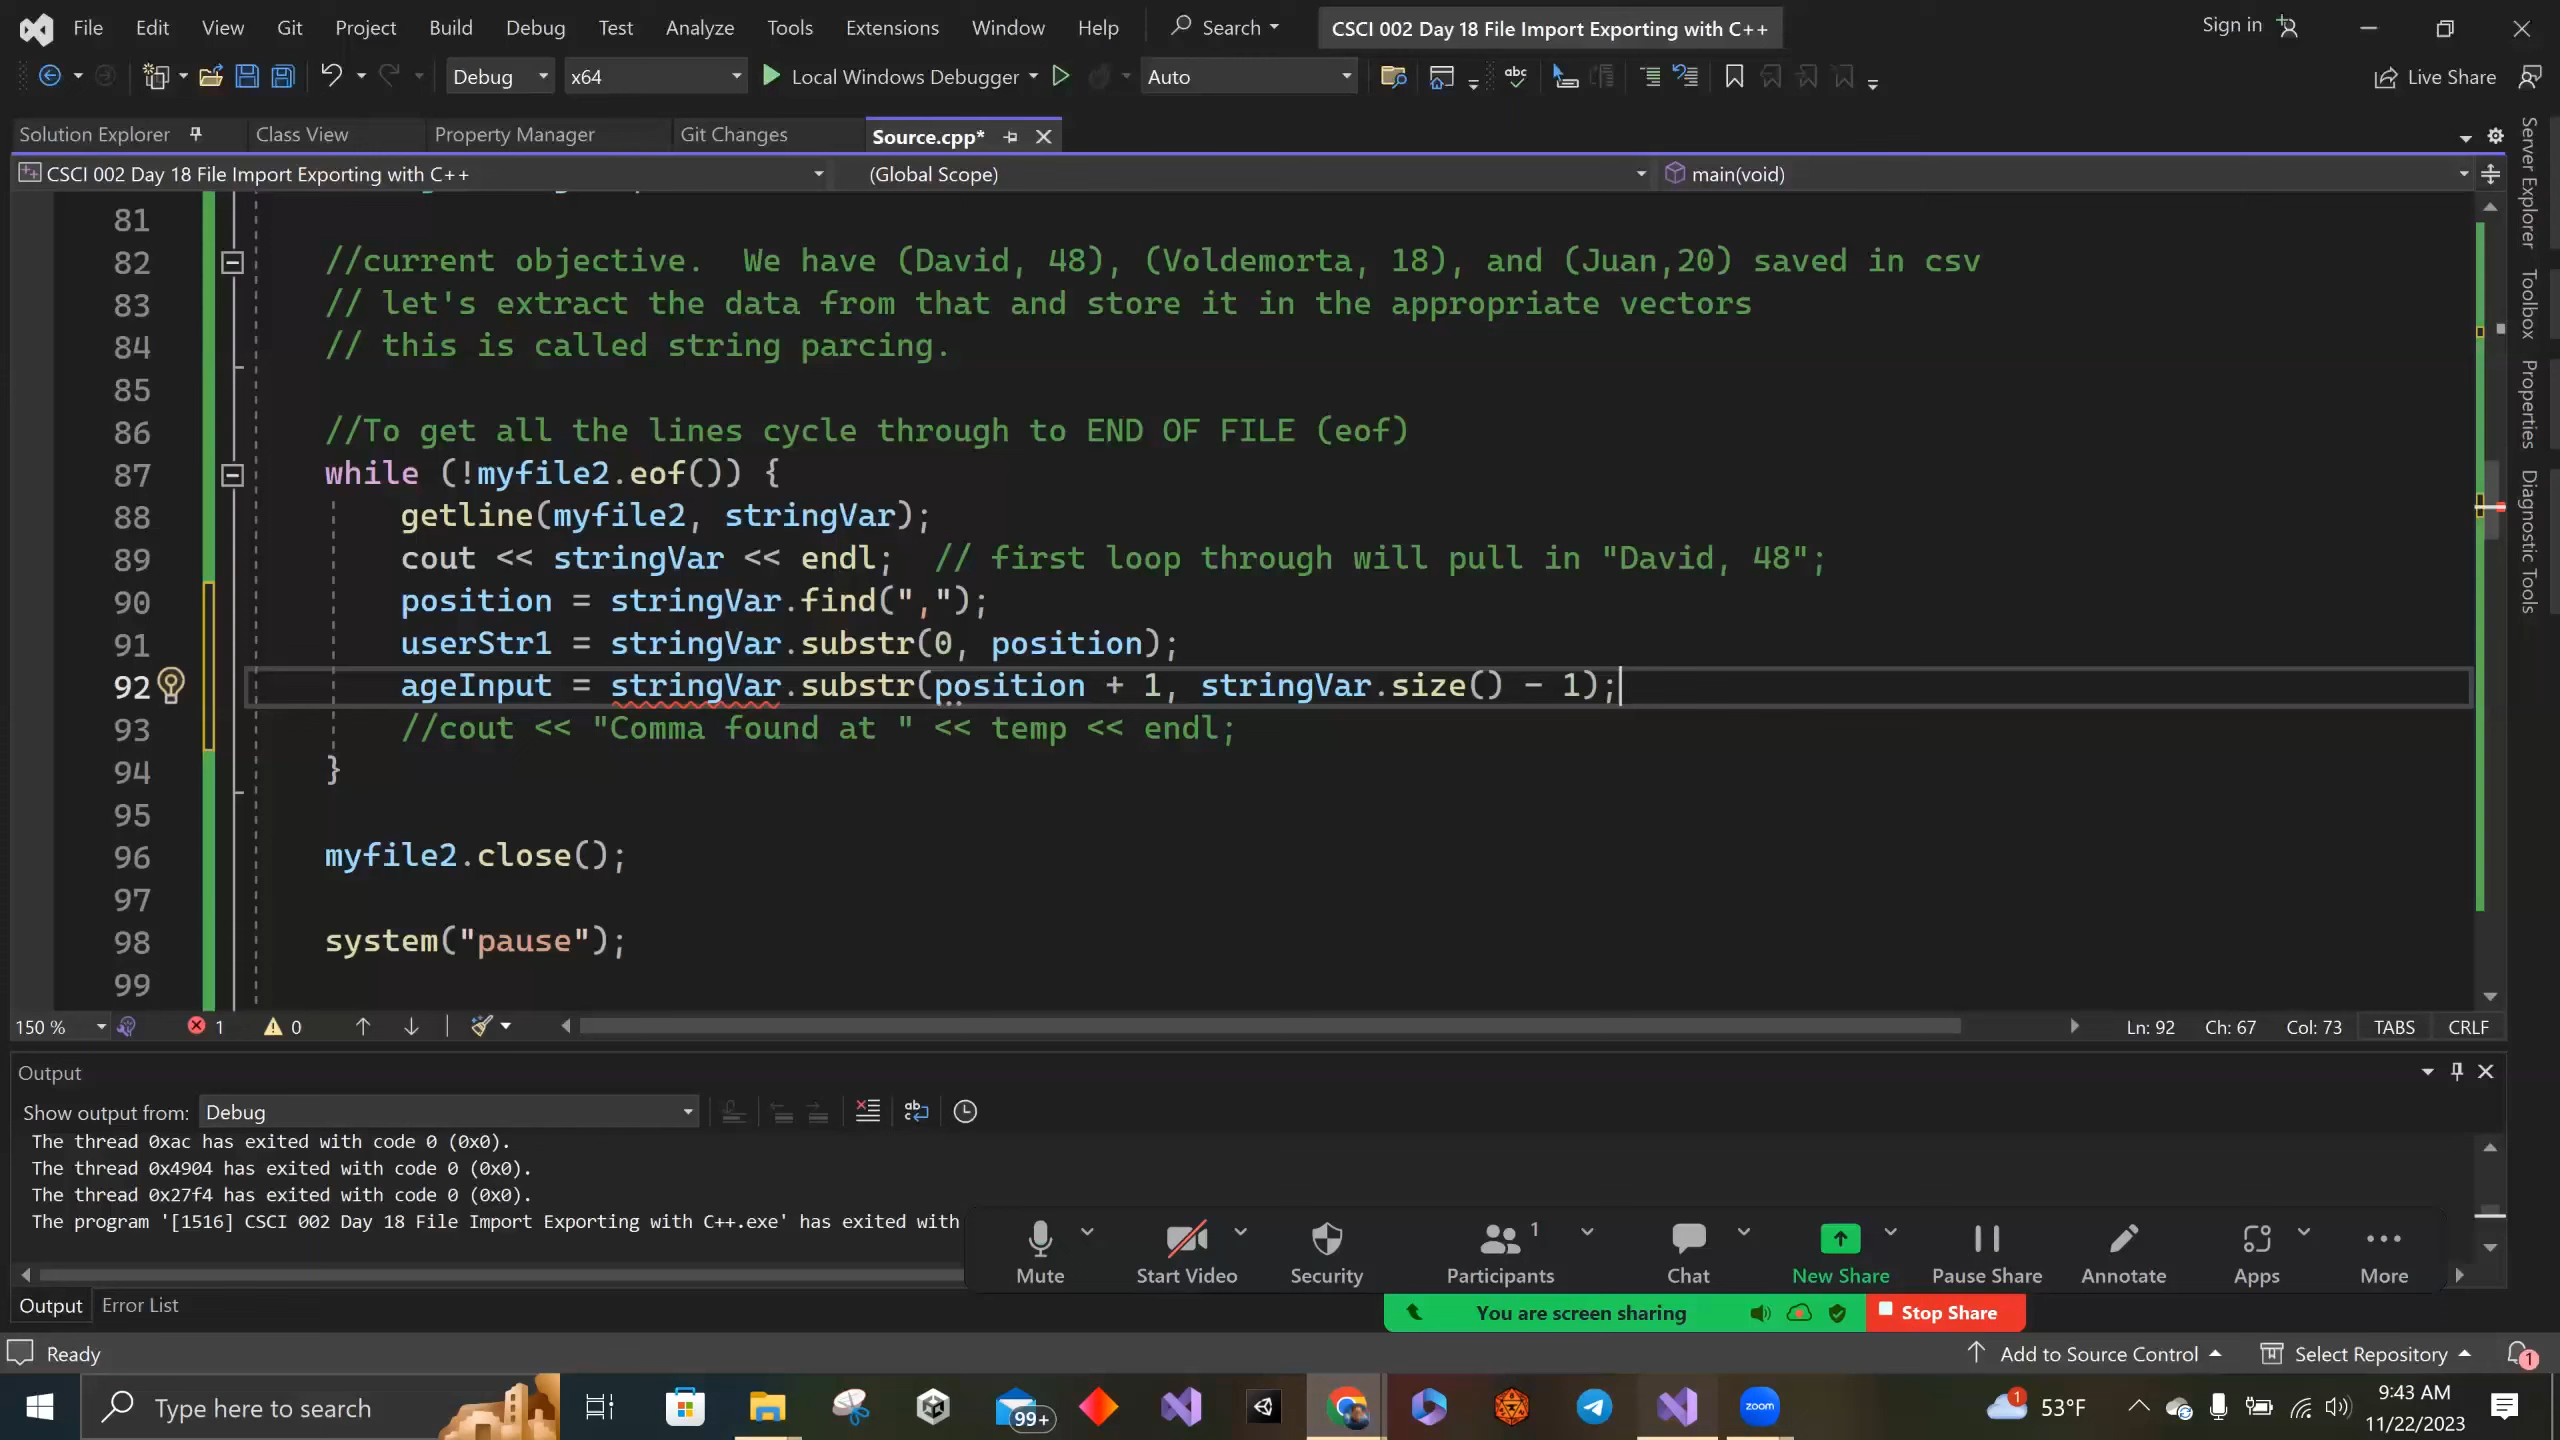 File Edit View Git Project Build Debug Test Analyze Tools Extensions Window Help Search CSCI 002 Day 18 File Import Exporting with C++ Sign in
Debug x64 Local Windows Debugger Auto Live Share
Solution Explorer Class View Property Manager Git Changes Source.cpp*
CSCI 002 Day 18 File Import Exporting with C++ (Global Scope) main(void)
81
82 //current objective.  We have (David, 48), (Voldemorta, 18), and (Juan,20) saved in csv
83 // let's extract the data from that and store it in the appropriate vectors
84 // this is called string parcing.
85
86 //To get all the lines cycle through to END OF FILE (eof)
87 while (!myfile2.eof()) {
88 getline(myfile2, stringVar);
89 cout << stringVar << endl;  // first loop through will pull in "David, 48";
90 position = stringVar.find(",");
91 userStr1 = stringVar.substr(0, position);
92 ageInput = stringVar.substr(position + 1, stringVar.size() - 1);
93 //cout << "Comma found at " << temp << endl;
94 }
95
96 myfile2.close();
97
98 system("pause");
99
150 % 1 0 Ln: 92 Ch: 67 Col: 73 TABS CRLF
Output
Show output from: Debug
The thread 0xac has exited with code 0 (0x0).
The thread 0x4904 has exited with code 0 (0x0).
The thread 0x27f4 has exited with code 0 (0x0).
The program '[1516] CSCI 002 Day 18 File Import Exporting with C++.exe' has exited with
1
Mute Start Video Security Participants Chat New Share Pause Share Annotate Apps More
Output Error List
You are screen sharing Stop Share
Ready Add to Source Control Select Repository 1
Type here to search 99+ zoom 1 53°F 9:43 AM
11/22/2023
Server Explorer
Toolbox
Properties
Diagnostic Tools